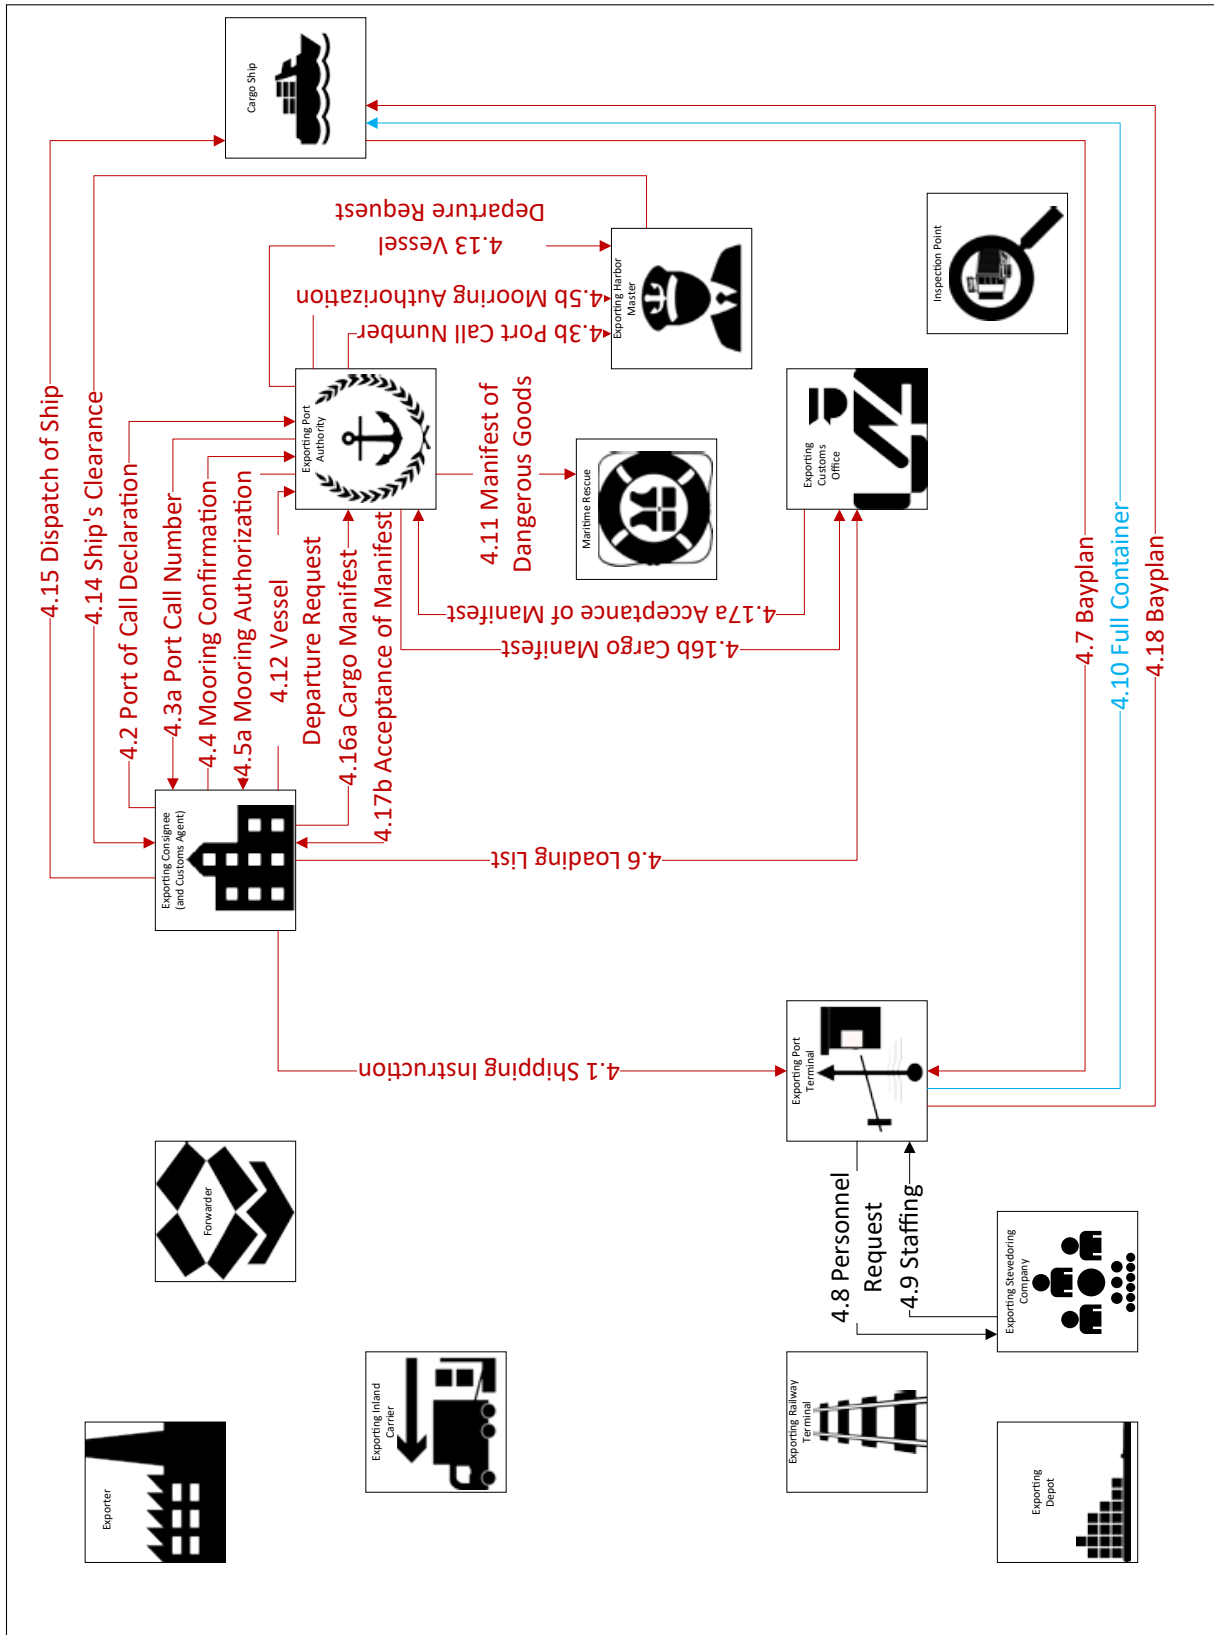 4.15 Dispatch of Ship
4.14 Ship's Clearance
4.2 Port of Call Declaration
4.3a Port Call Number
4.4 Mooring Confirmation
4.5a Mooring Authorization
4.12 Vessel
Departure Request
4.16a Cargo Manifest
4.17b Acceptance of Manifest
Cargo Ship
4.13 Vessel
Departure Request
4.5b Mooring Authorization
4.3b Port Call Number
Exporting Port
Authority
Exporting Harbor
Master
4.11 Manifest of
Dangerous Goods
Maritime Rescue
4.17a Acceptance of Manifest
4.16b Cargo Manifest
Exporting
Customs
Office
Inspection Point
Exporting Consignee
(and Customs Agent)
4.6 Loading List
4.1 Shipping Instruction
4.7 Bayplan
4.10 Full Container
4.18 Bayplan
Exporting Port
Terminal
4.8 Personnel
Request
4.9 Staffing
Exporting Stevedoring
Company
Forwarder
Exporter
Exporting Inland
Carrier
Exporting Railway
Terminal
Exporting
Depot